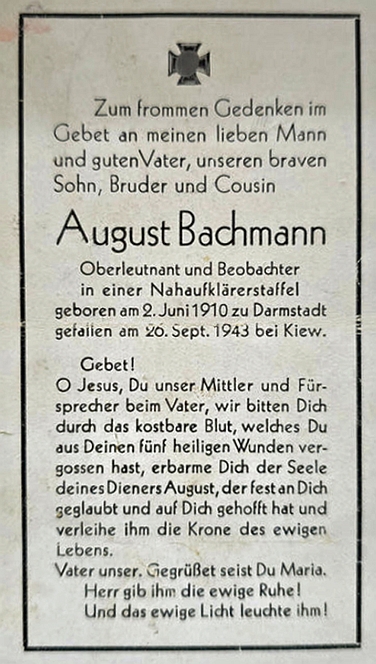 Zum frommen Gedenken im
Gebet an meinen lieben Mann
und guten Vater, unseren braven
Sohn, Bruder und Cousin
August Bachmann
Oberleutnant und Beobachter
in einer Nahaufklärerstaffel
geboren am 2. Juni 1910 zu Darmstadt
gefallen am 26. Sept. 1943 bei Kiew.
Gebet!
O Jesus, Du unser Mittler und Für-
sprecher beim Vater, wir bitten Dich
durch das kostbare Blut, welches Du
aus Deinen fünf heiligen Wunden ver-
gossen hast, erbarme Dich der Seele
deines Dieners August, der fest an Dich
geglaubt und auf Dich gehofft hat und
verleihe ihm die Krone des ewigen
Lebens.
Vater unser. Gegrüßet seist Du Maria.
Herr gib ihm die ewige Ruhe!
Und das ewige Licht leuchte ihm!